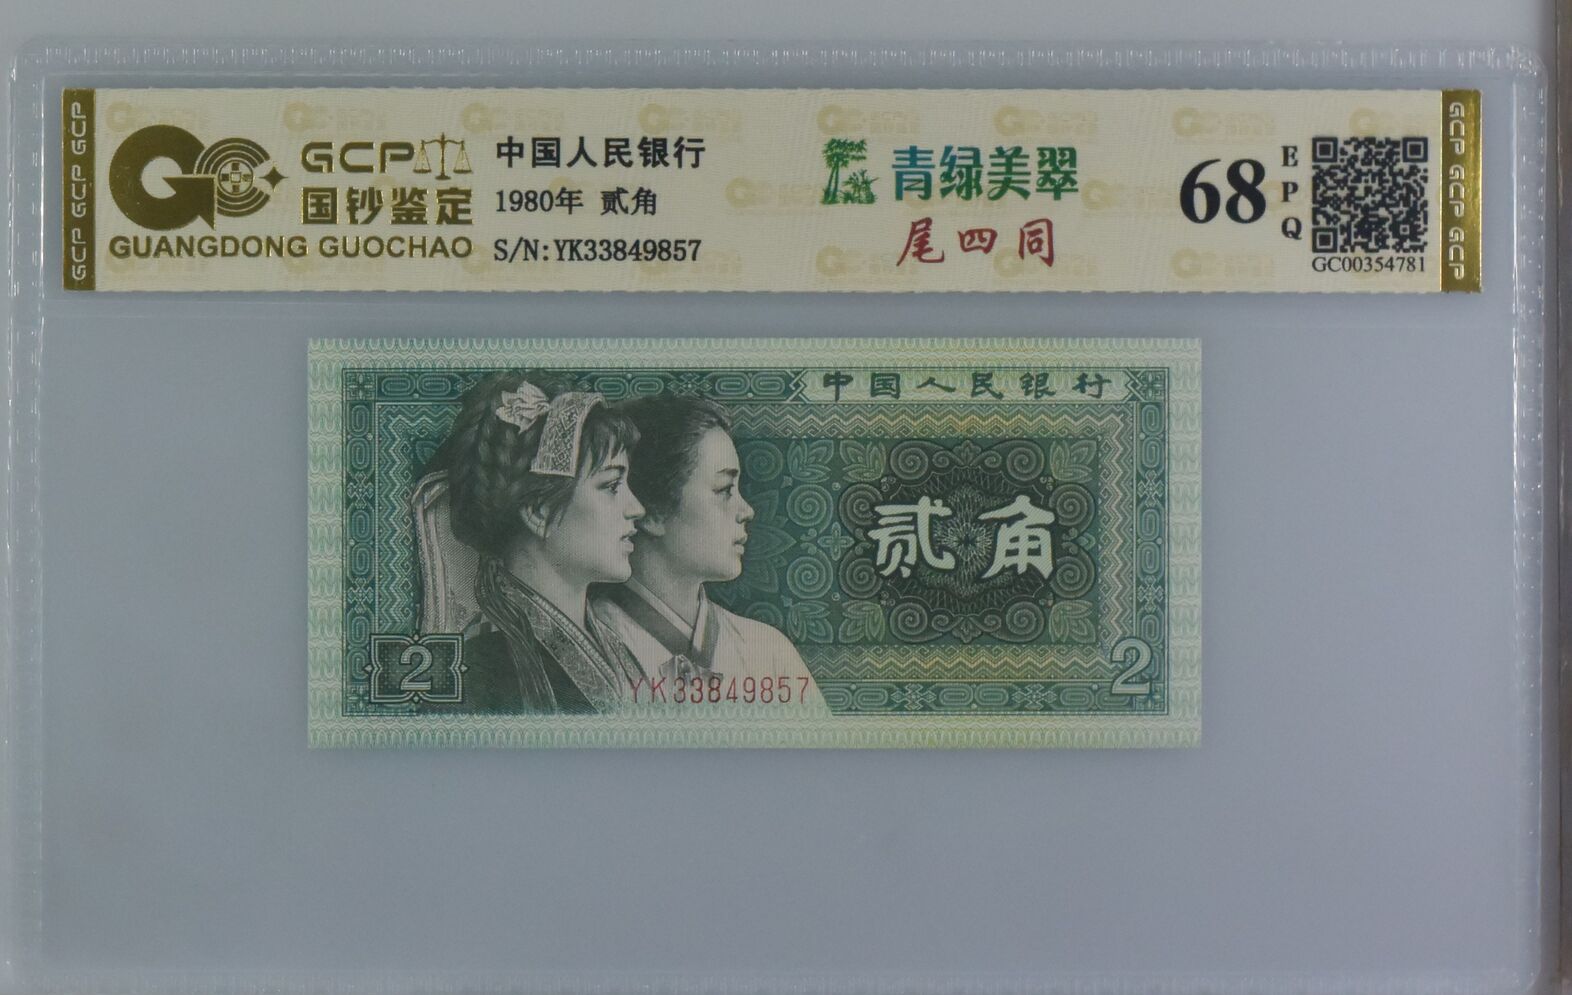 GCP GCP GCP
GCP
国钞鉴定
GUANGDONG GUOCHAO
中国人民银行
1980年 贰角
S/N:YK33849857
青绿美翠
尾四同
68
EPQ
GC00354781
GCP GCP GCP
中国人民银行
贰角
2
YK33849857
2